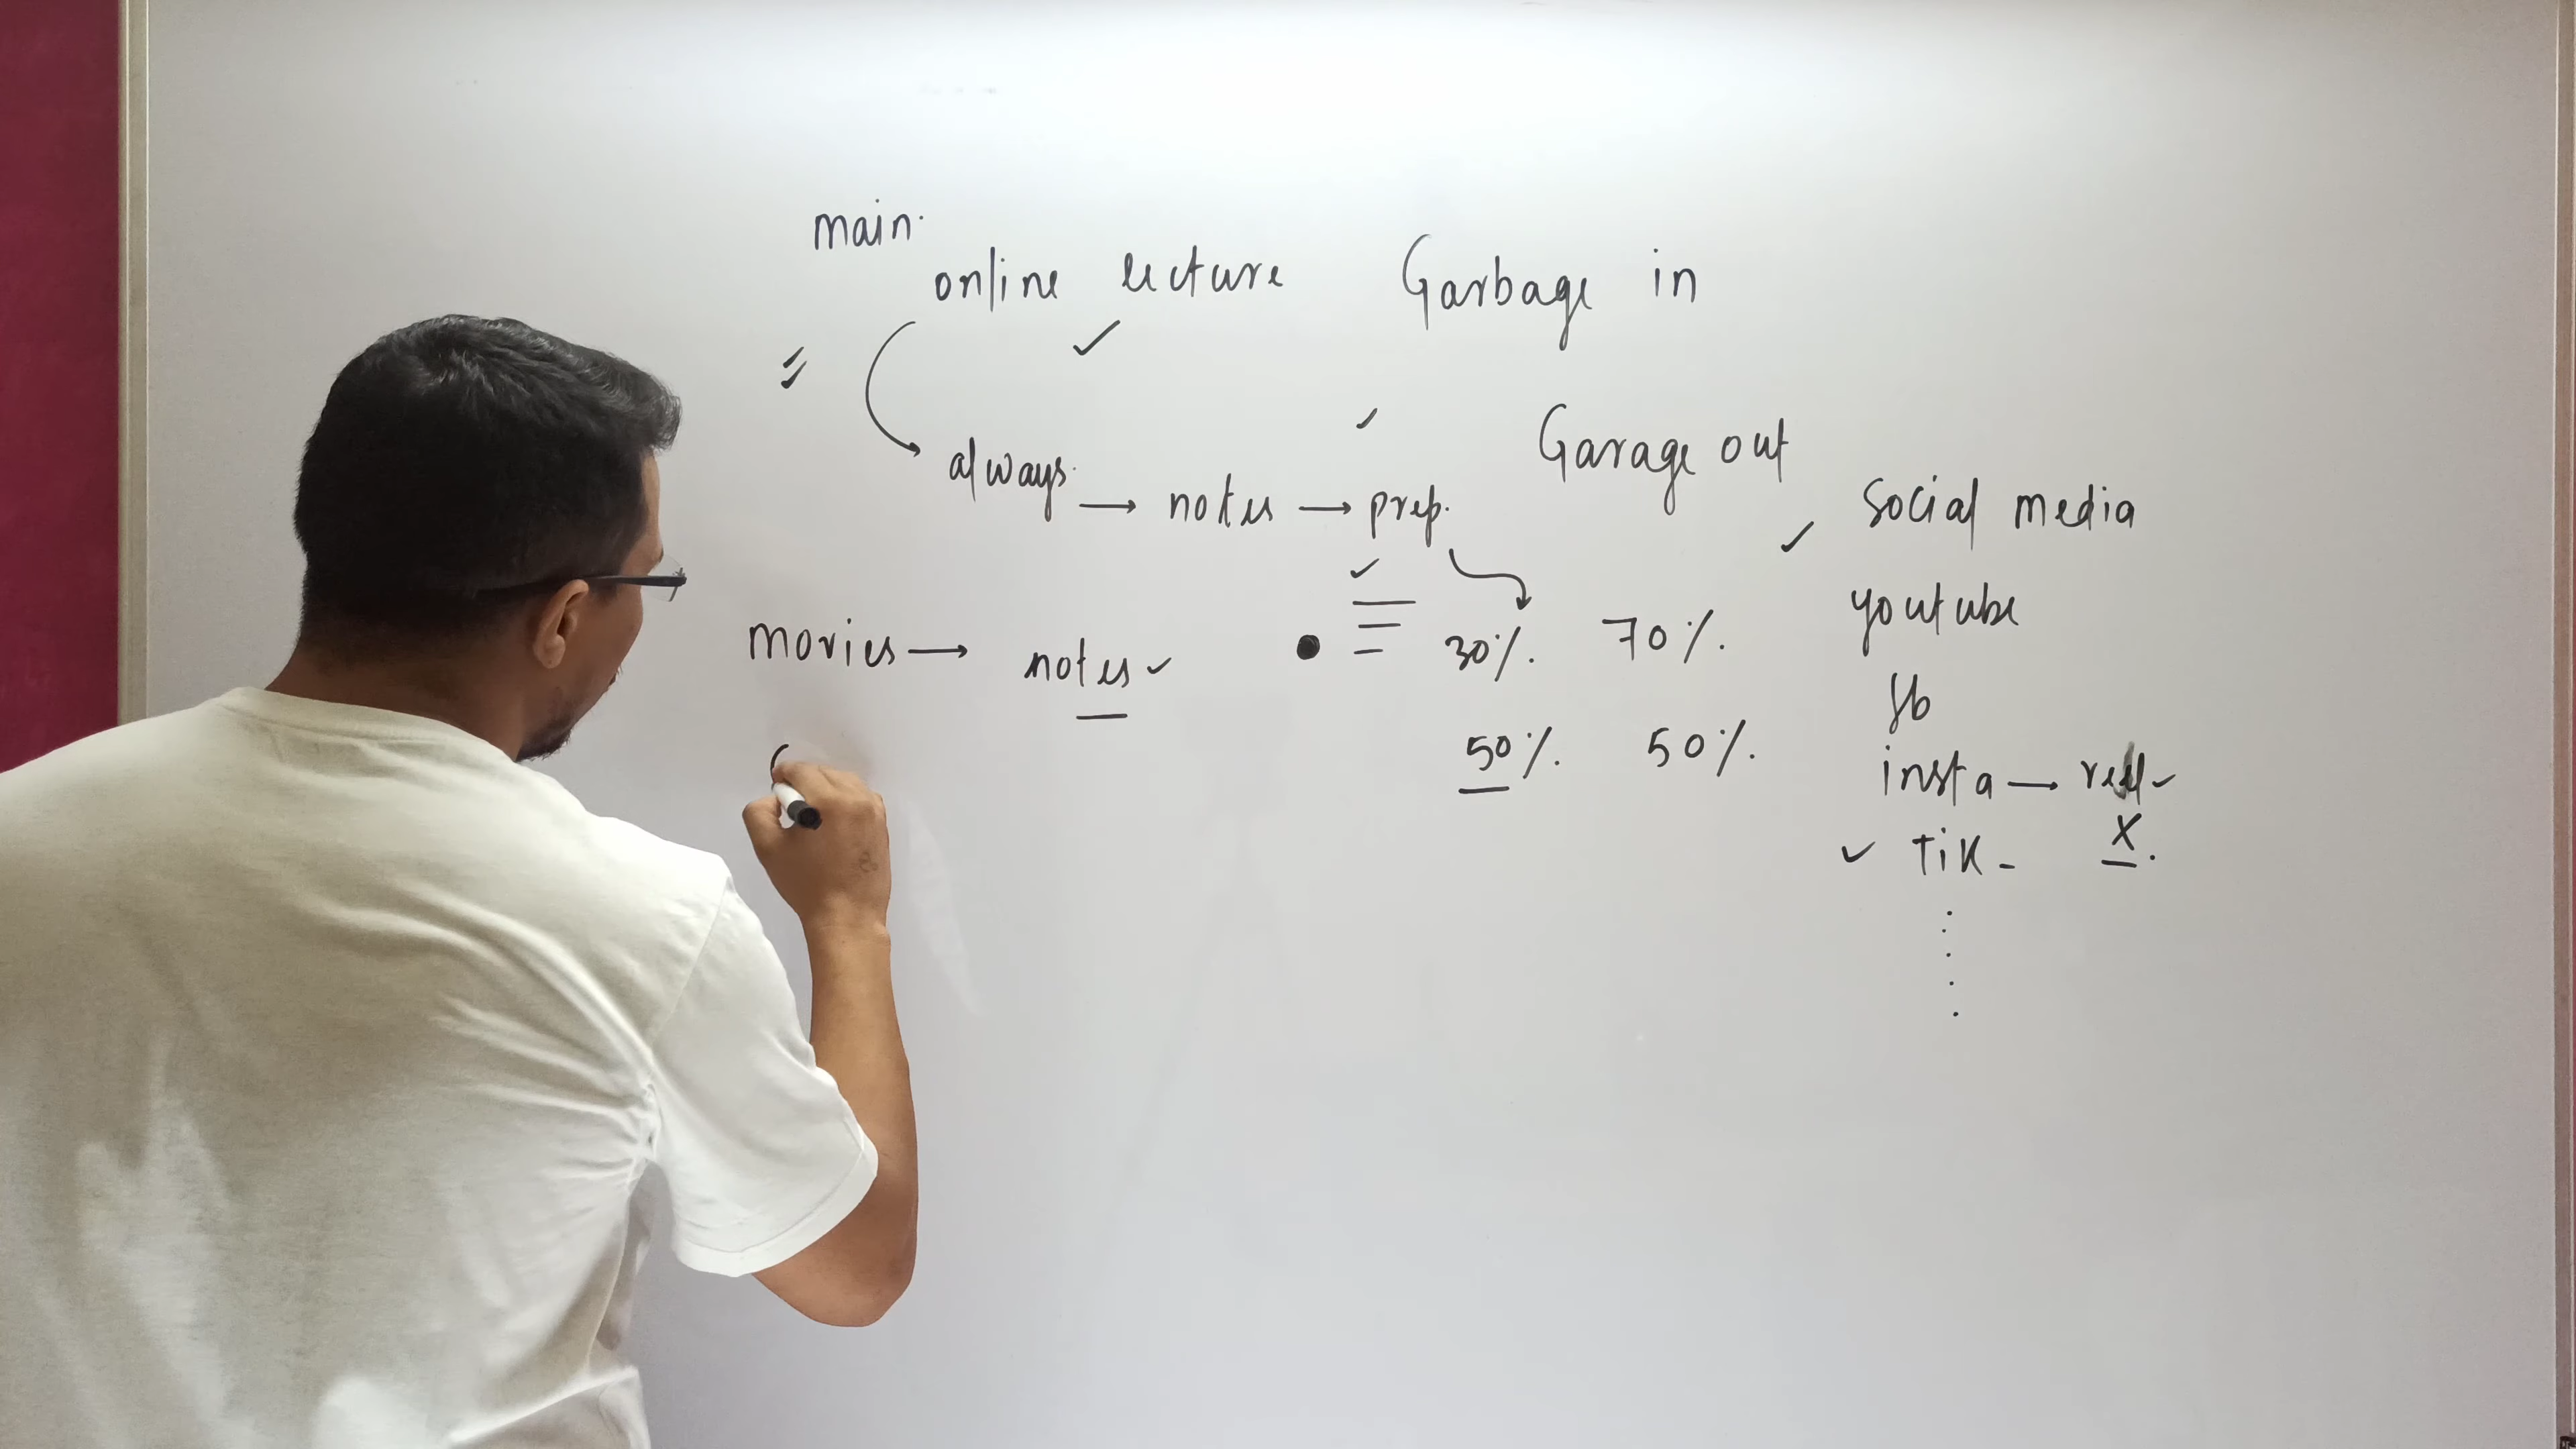 main.
online lecture
Garbage in
Garage out
always. → notes → prep.
movies → notes
30%. 70%.
50%. 50%.
social media
youtube
fb
insta — reel
X.
Tik -